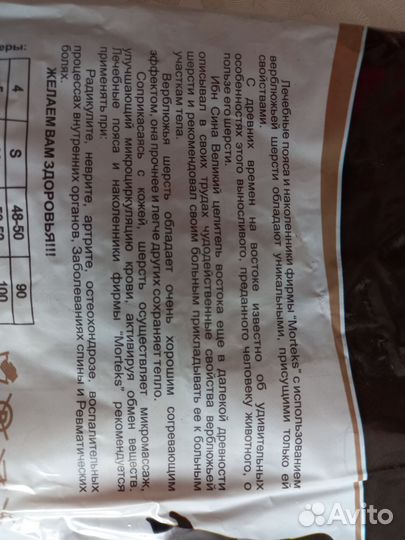 Лечебные пояса и наколенники фирмы "Morteks" с использованием
верблюжьей шерсти обладают уникальными, присущими только ей
свойствами.
С древних времен на востоке известно об удивительных
особенностях этого выносливого, преданного человеку животного, о
пользе его шерсти.
Ибн Сина Великий целитель востока еще в далекой древности
описывал в своих трудах чудодейственные свойства верблюжьей
шерсти и рекомендовал своим больным прикладывать ее к больным
участкам тела.
Верблюжья шерсть обладает очень хорошим согревающим
эффектом, она прочнее и легче других сохраняет тепло.
Соприкасаясь с кожей, шерсть осуществляет микромассаж,
улучшающий микроциркуляцию крови, активируя обмен веществ.
Лечебные пояса и наколенники фирмы "Morteks" рекомендуется
применять при:
Радикулите, неврите, артрите, остеохондрозе, воспалительных
процессах внутренних органов, Заболеваниях спины и Ревматических
болях.
ЖЕЛАЕМ ВАМ ЗДОРОВЬЯ!!!
4
S
48-50
90
100
Avito